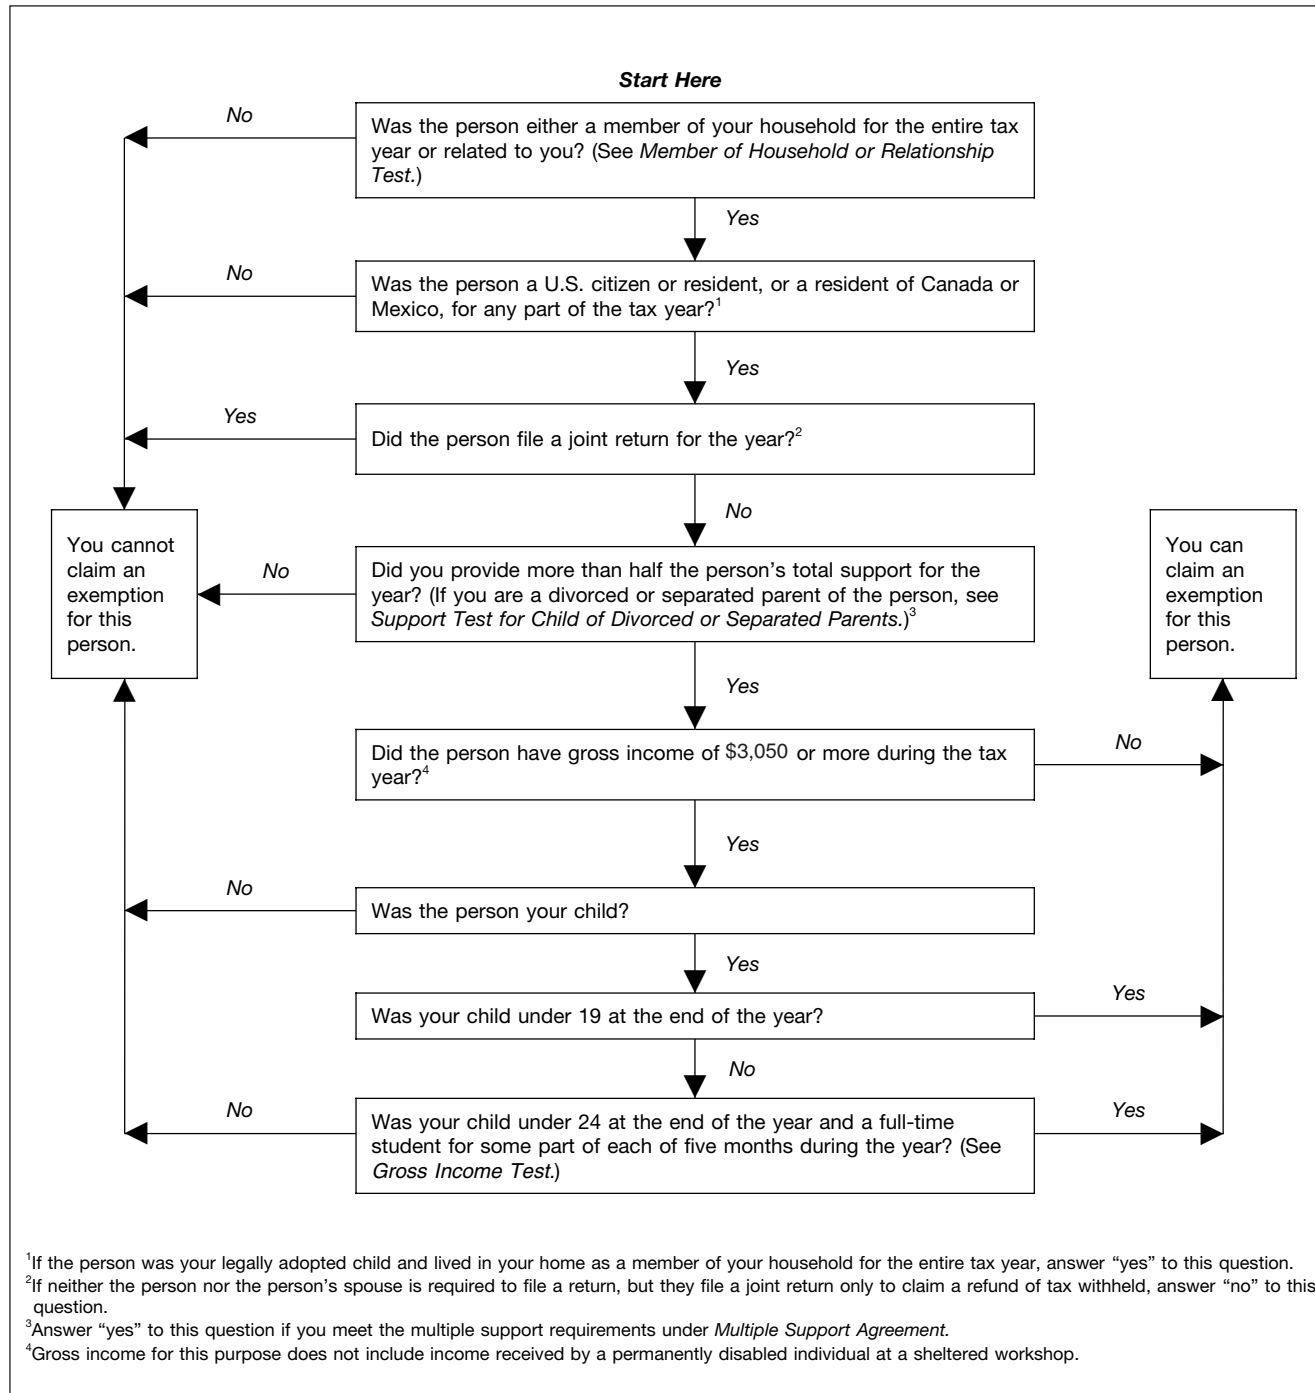 Start Here
No
Was the person either a member of your household for the entire tax
year or related to you? (See Member of Household or Relationship
Test.)
Yes
No
Was the person a U.S. citizen or resident, or a resident of Canada or
Mexico, for any part of the tax year?1
Yes
Yes
Did the person file a joint return for the year?2
No
You cannot
claim an
exemption
for this
person.
No
Did you provide more than half the person's total support for the
year? (If you are a divorced or separated parent of the person, see
Support Test for Child of Divorced or Separated Parents.)3
You can
claim an
exemption
for this
person.
Yes
Did the person have gross income of $3,050 or more during the tax
year?4
No
Yes
No
Was the person your child?
Yes
Was your child under 19 at the end of the year?
Yes
No
No
Was your child under 24 at the end of the year and a full-time
student for some part of each of five months during the year? (See
Gross Income Test.)
Yes
1If the person was your legally adopted child and lived in your home as a member of your household for the entire tax year, answer “yes” to this question.
2If neither the person nor the person's spouse is required to file a return, but they file a joint return only to claim a refund of tax withheld, answer “no” to this
question.
3Answer “yes” to this question if you meet the multiple support requirements under Multiple Support Agreement.
4Gross income for this purpose does not include income received by a permanently disabled individual at a sheltered workshop.